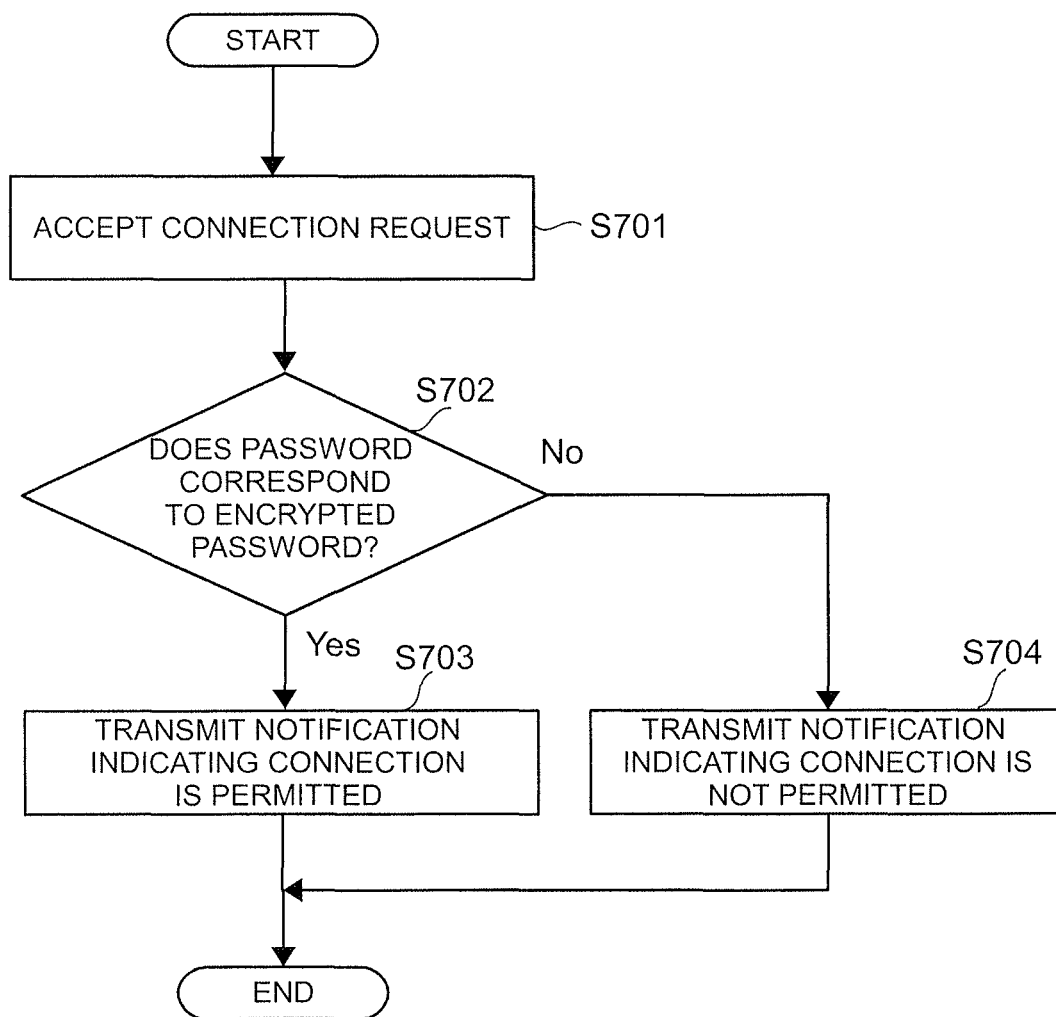 START
ACCEPT CONNECTION REQUEST
S701
S702
DOES PASSWORD
CORRESPOND
TO ENCRYPTED
PASSWORD?
No
Yes
S703
TRANSMIT NOTIFICATION
INDICATING CONNECTION
IS PERMITTED
S704
TRANSMIT NOTIFICATION
INDICATING CONNECTION IS
NOT PERMITTED
END